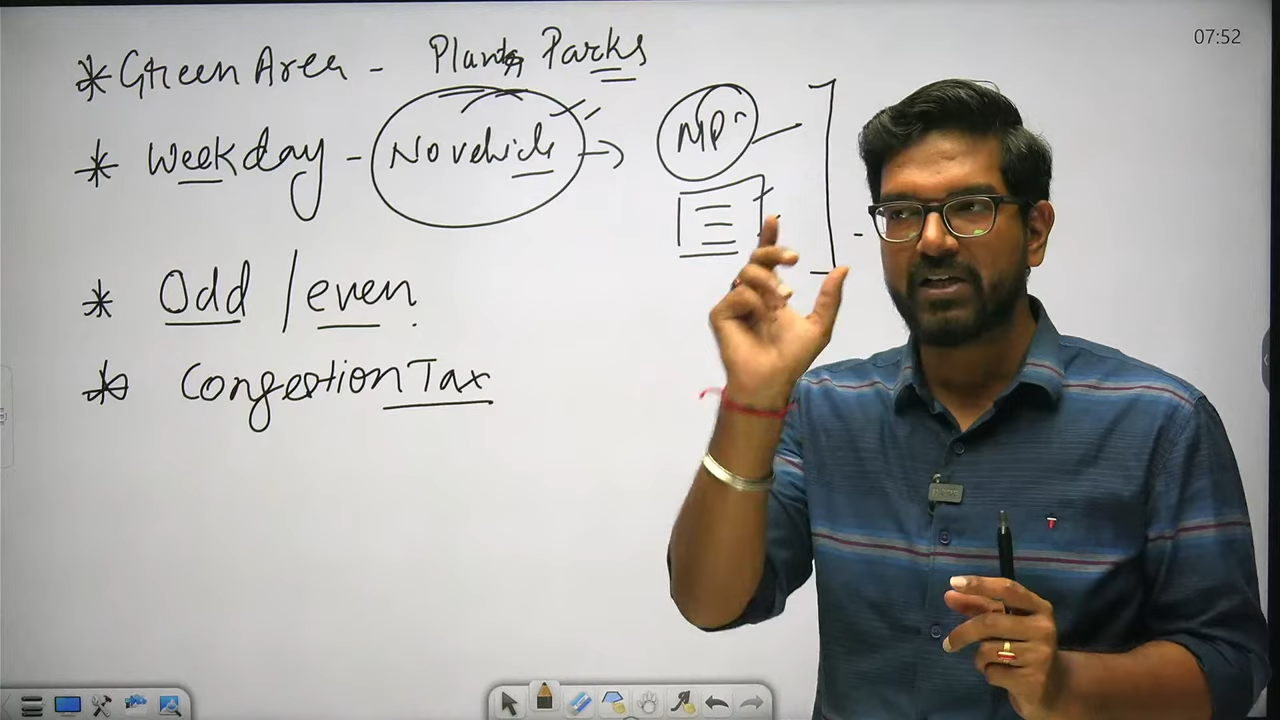 07:52
* Green Area - Plants Parks
* Weekday - No vehicle → MP
* Odd / even.
* Congestion Tax